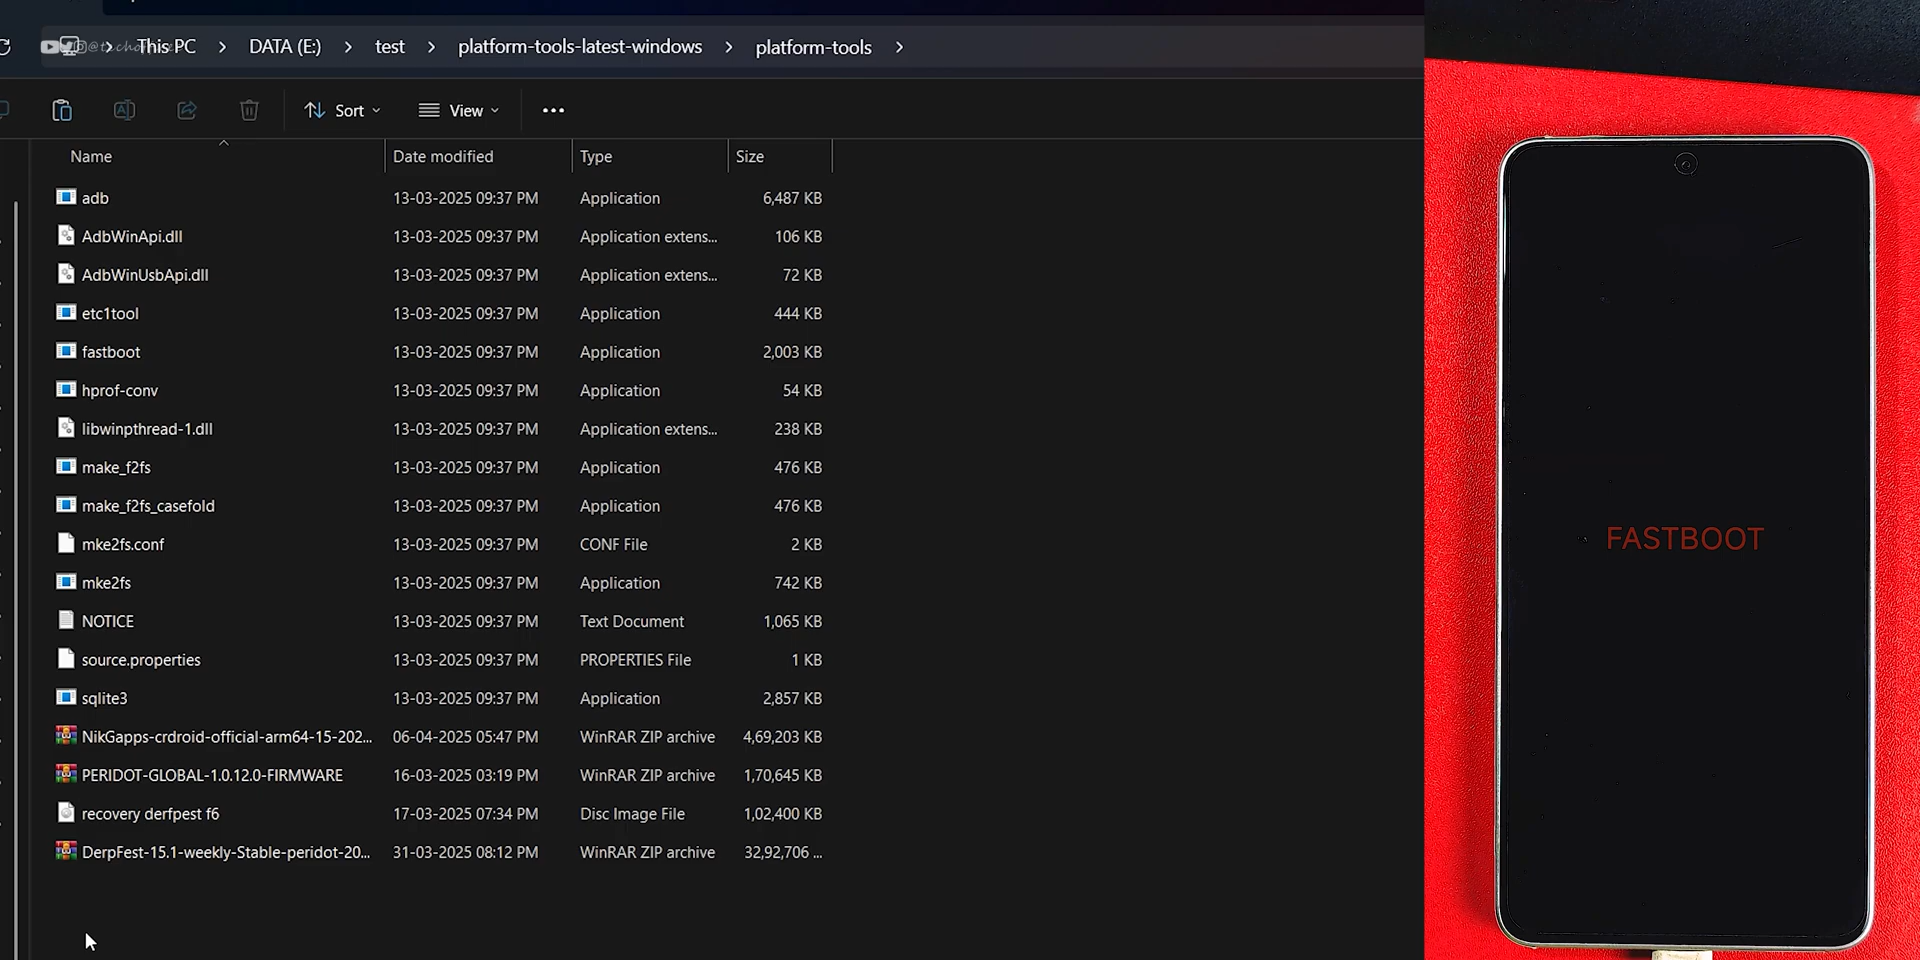 This PC > DATA (E:) > test > platform-tools-latest-windows > platform-tools >
Sort View
Name Date modified Type Size
adb 13-03-2025 09:37 PM Application 6,487 KB
AdbWinApi.dll 13-03-2025 09:37 PM Application extens... 106 KB
AdbWinUsbApi.dll 13-03-2025 09:37 PM Application extens... 72 KB
etc1tool 13-03-2025 09:37 PM Application 444 KB
fastboot 13-03-2025 09:37 PM Application 2,003 KB
hprof-conv 13-03-2025 09:37 PM Application 54 KB
libwinpthread-1.dll 13-03-2025 09:37 PM Application extens... 238 KB
make_f2fs 13-03-2025 09:37 PM Application 476 KB
make_f2fs_casefold 13-03-2025 09:37 PM Application 476 KB
mke2fs.conf 13-03-2025 09:37 PM CONF File 2 KB
mke2fs 13-03-2025 09:37 PM Application 742 KB
NOTICE 13-03-2025 09:37 PM Text Document 1,065 KB
source.properties 13-03-2025 09:37 PM PROPERTIES File 1 KB
sqlite3 13-03-2025 09:37 PM Application 2,857 KB
NikGapps-crdroid-official-arm64-15-202... 06-04-2025 05:47 PM WinRAR ZIP archive 4,69,203 KB
PERIDOT-GLOBAL-1.0.12.0-FIRMWARE 16-03-2025 03:19 PM WinRAR ZIP archive 1,70,645 KB
recovery derfpest f6 17-03-2025 07:34 PM Disc Image File 1,02,400 KB
DerpFest-15.1-weekly-Stable-peridot-20... 31-03-2025 08:12 PM WinRAR ZIP archive 32,92,706 ...
FASTBOOT